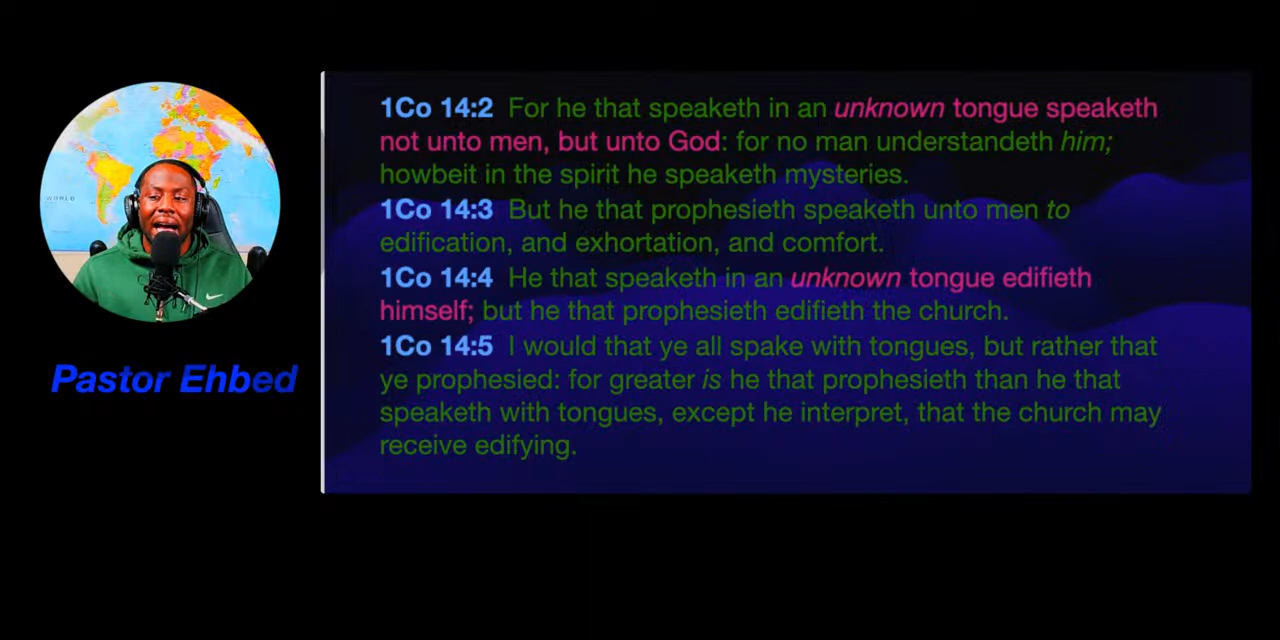 1Co 14:2 For he that speaketh in an unknown tongue speaketh
not unto men, but unto God: for no man understandeth him;
howbeit in the spirit he speaketh mysteries.
1Co 14:3 But he that prophesieth speaketh unto men to
edification, and exhortation, and comfort.
1Co 14:4 He that speaketh in an unknown tongue edifieth
himself; but he that prophesieth edifieth the church.
1Co 14:5 I would that ye all spake with tongues, but rather that
ye prophesied: for greater is he that prophesieth than he that
speaketh with tongues, except he interpret, that the church may
receive edifying.
WORLD
Pastor Ehbed